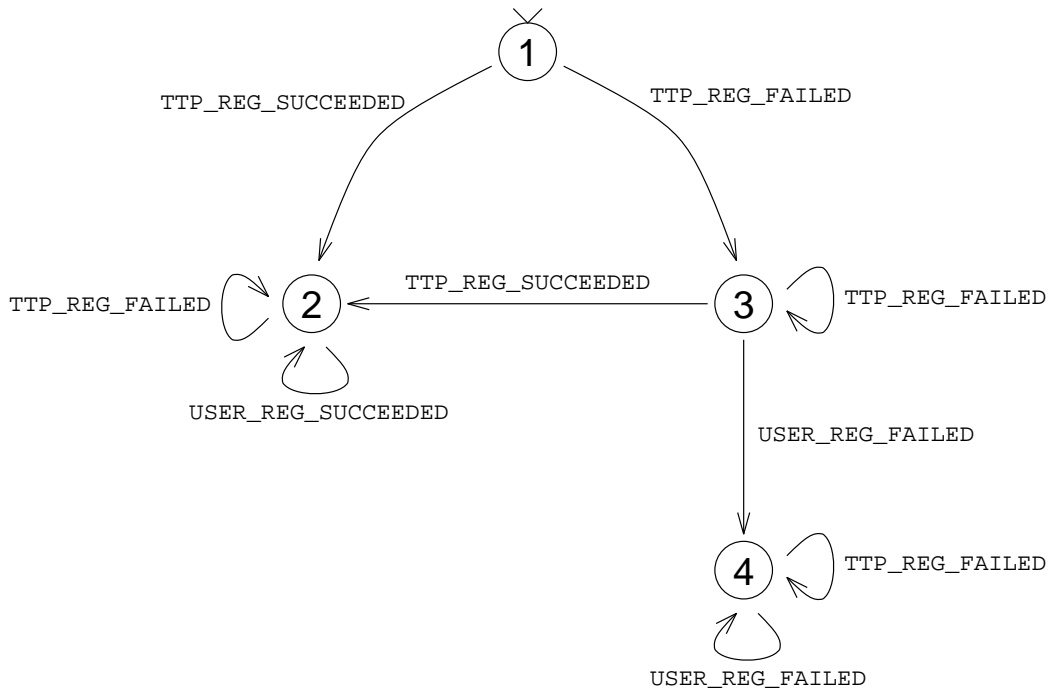 1
TTP_REG_SUCCEEDED
TTP_REG_FAILED
TTP_REG_SUCCEEDED
TTP_REG_FAILED
2
3
TTP_REG_FAILED
USER_REG_SUCCEEDED
USER_REG_FAILED
4
TTP_REG_FAILED
USER_REG_FAILED